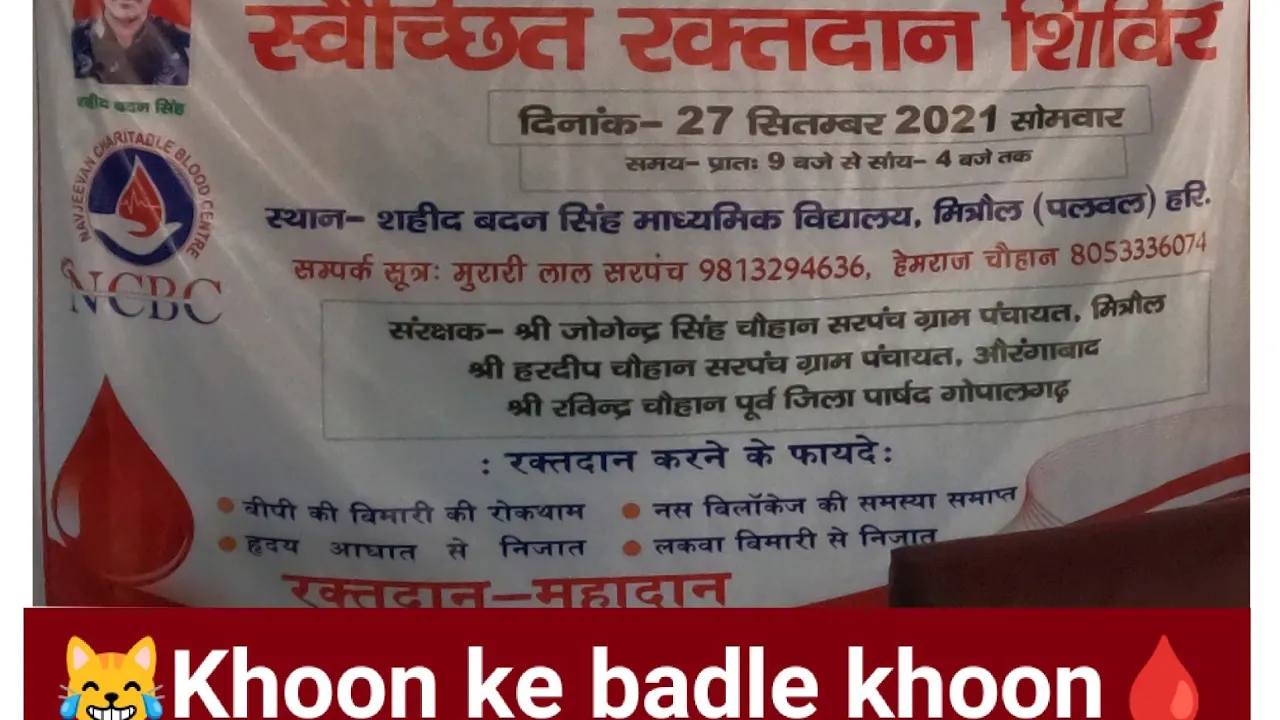 स्वैच्छित रक्तदान शिविर
शहीद बदन सिंह
दिनांक- 27 सितम्बर 2021 सोमवार
समय- प्रातः 9 बजे से सांय- 4 बजे तक
NAVJEEVAN CHARITABLE BLOOD CENTRE
NCBC
स्थान- शहीद बदन सिंह माध्यमिक विद्यालय, मित्रौल (पलवल) हरि.
सम्पर्क सूत्रः मुरारी लाल सरपंच 9813294636, हेमराज चौहान 8053336074
संरक्षक- श्री जोगेन्द्र सिंह चौहान सरपंच ग्राम पंचायत, मित्रौल
श्री हरदीप चौहान सरपंच ग्राम पंचायत, औरंगाबाद
श्री रविन्द्र चौहान पूर्व जिला पार्षद गोपालगढ़
: रक्तदान करने के फायदे:
वीपी की बिमारी की रोकथाम
नस बिलॉकेज की समस्या समाप्त
हृदय आघात से निजात
लकवा बिमारी से निजात
रक्तदान-महादान
Khoon ke badle khoon